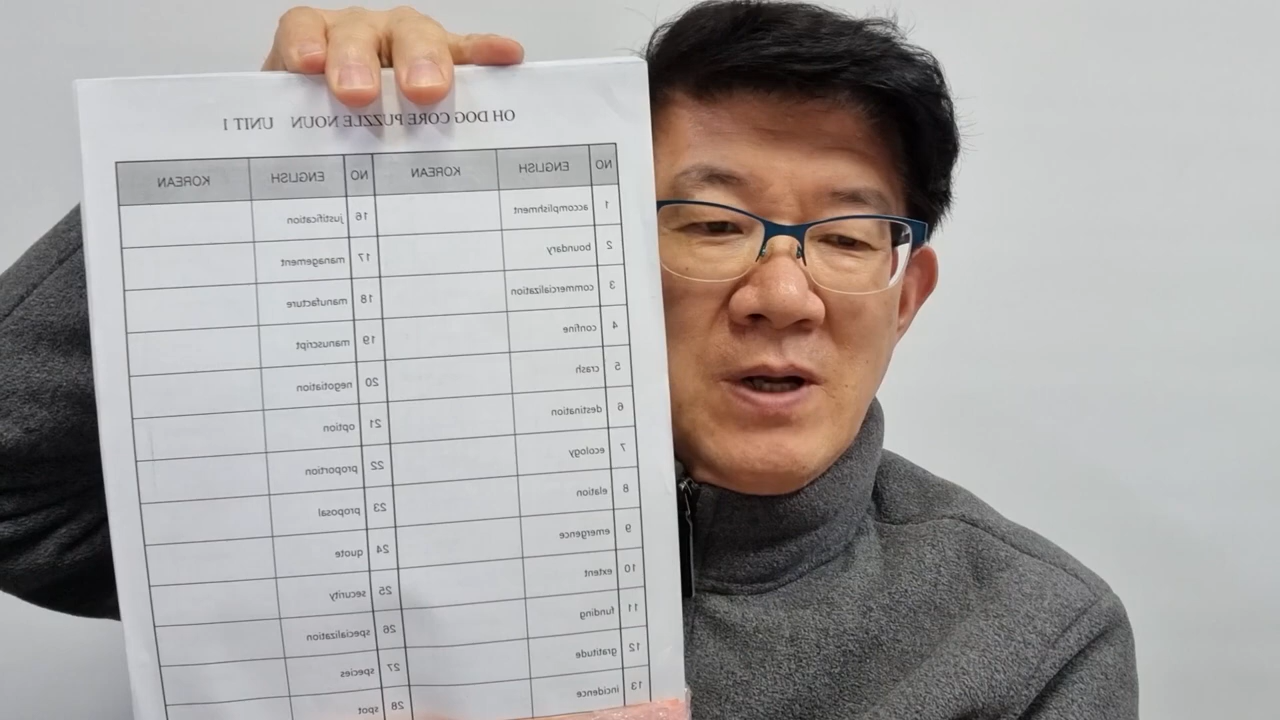 OH DOG CORE PUZZLE NOUN UNIT 1
NO ENGLISH KOREAN NO ENGLISH KOREAN
1 accomplishment 16 justification
2 boundary 17 management
3 commercialization 18 manufacture
4 confine 19 manuscript
5 crash 20 negotiation
6 destination 21 option
7 ecology 22 proportion
8 elation 23 proposal
9 emergence 24 quote
10 extent 25 security
11 funding 26 specialization
12 gratitude 27 species
13 incidence 28 spot